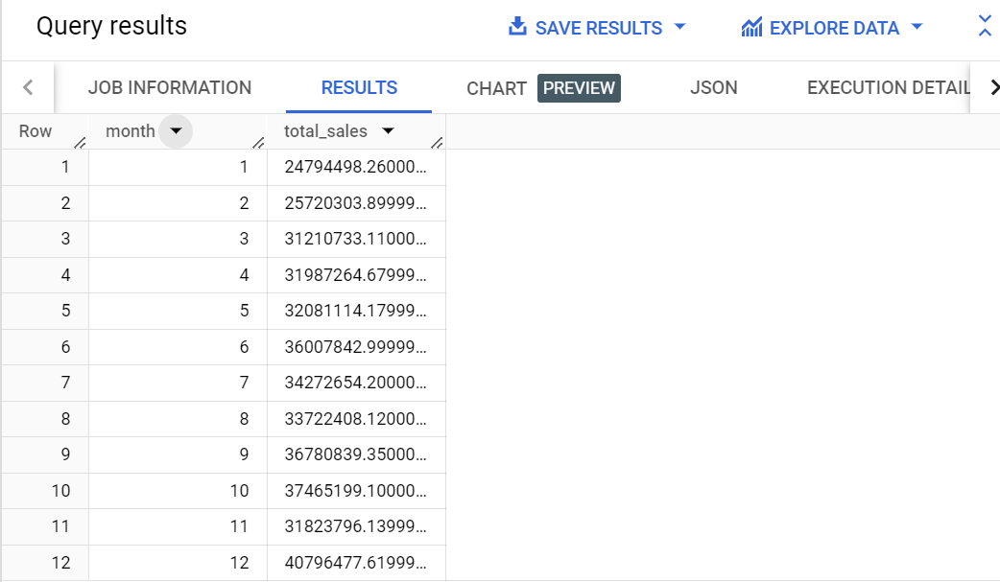 Query results SAVE RESULTS EXPLORE DATA
JOB INFORMATION RESULTS CHART PREVIEW JSON EXECUTION DETAIL
Row month total_sales
1 1 24794498.26000...
2 2 25720303.89999...
3 3 31210733.11000...
4 4 31987264.67999...
5 5 32081114.17999...
6 6 36007842.99999...
7 7 34272654.20000...
8 8 33722408.12000...
9 9 36780839.35000...
10 10 37465199.10000...
11 11 31823796.13999...
12 12 40796477.61999...